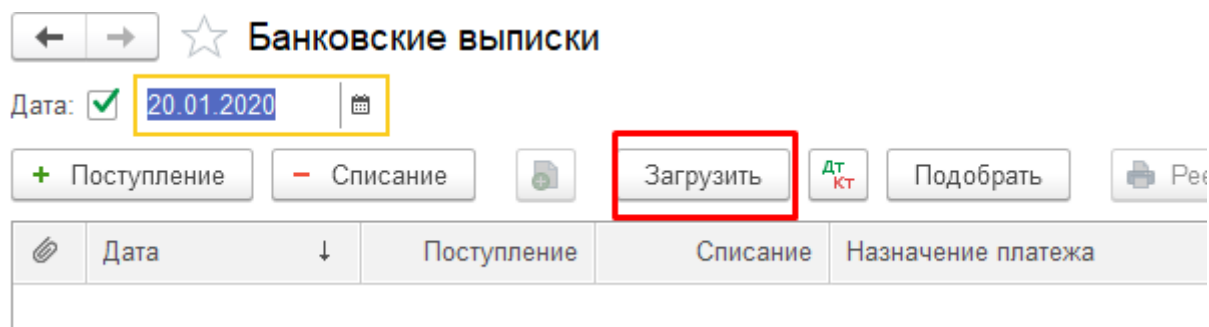 Банковские выписки
Дата: 20.01.2020
+ Поступление − Списание Загрузить Дт Кт Подобрать
Дата ↓ Поступление Списание Назначение платежа